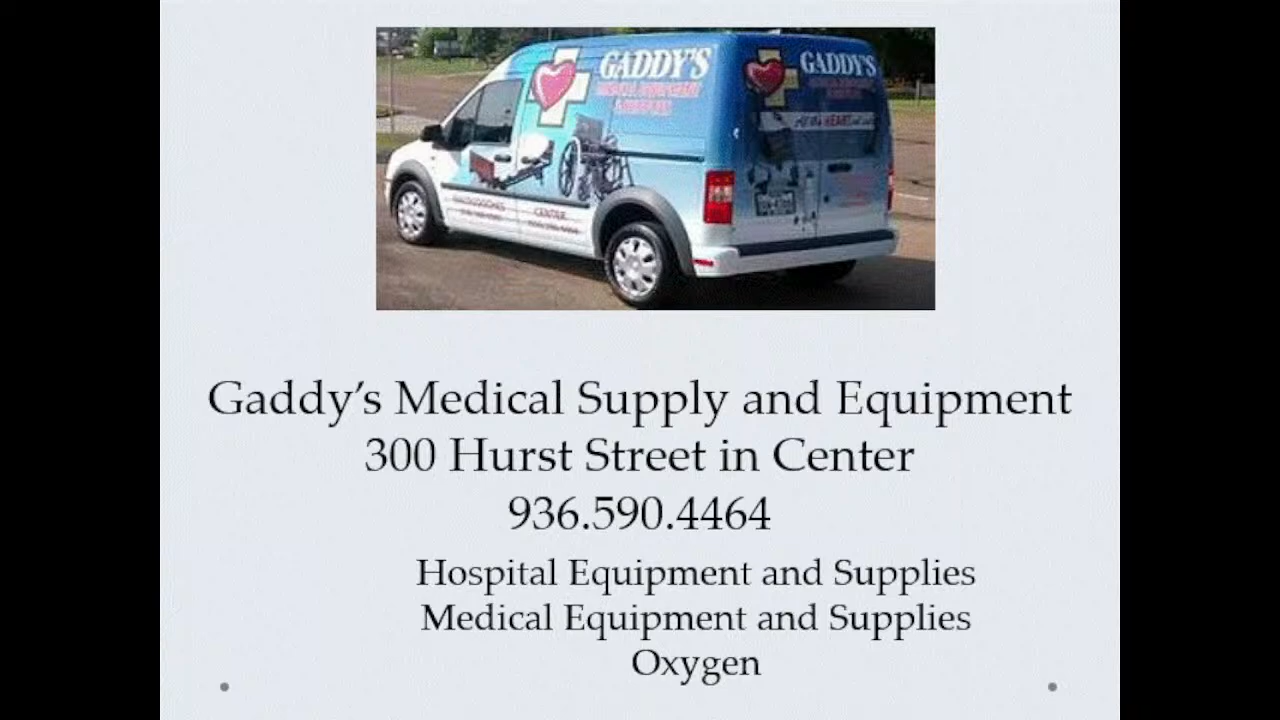 GADDY'S
GADDY'S
CENTER
Gaddy’s Medical Supply and Equipment
300 Hurst Street in Center
936.590.4464
Hospital Equipment and Supplies
Medical Equipment and Supplies
Oxygen